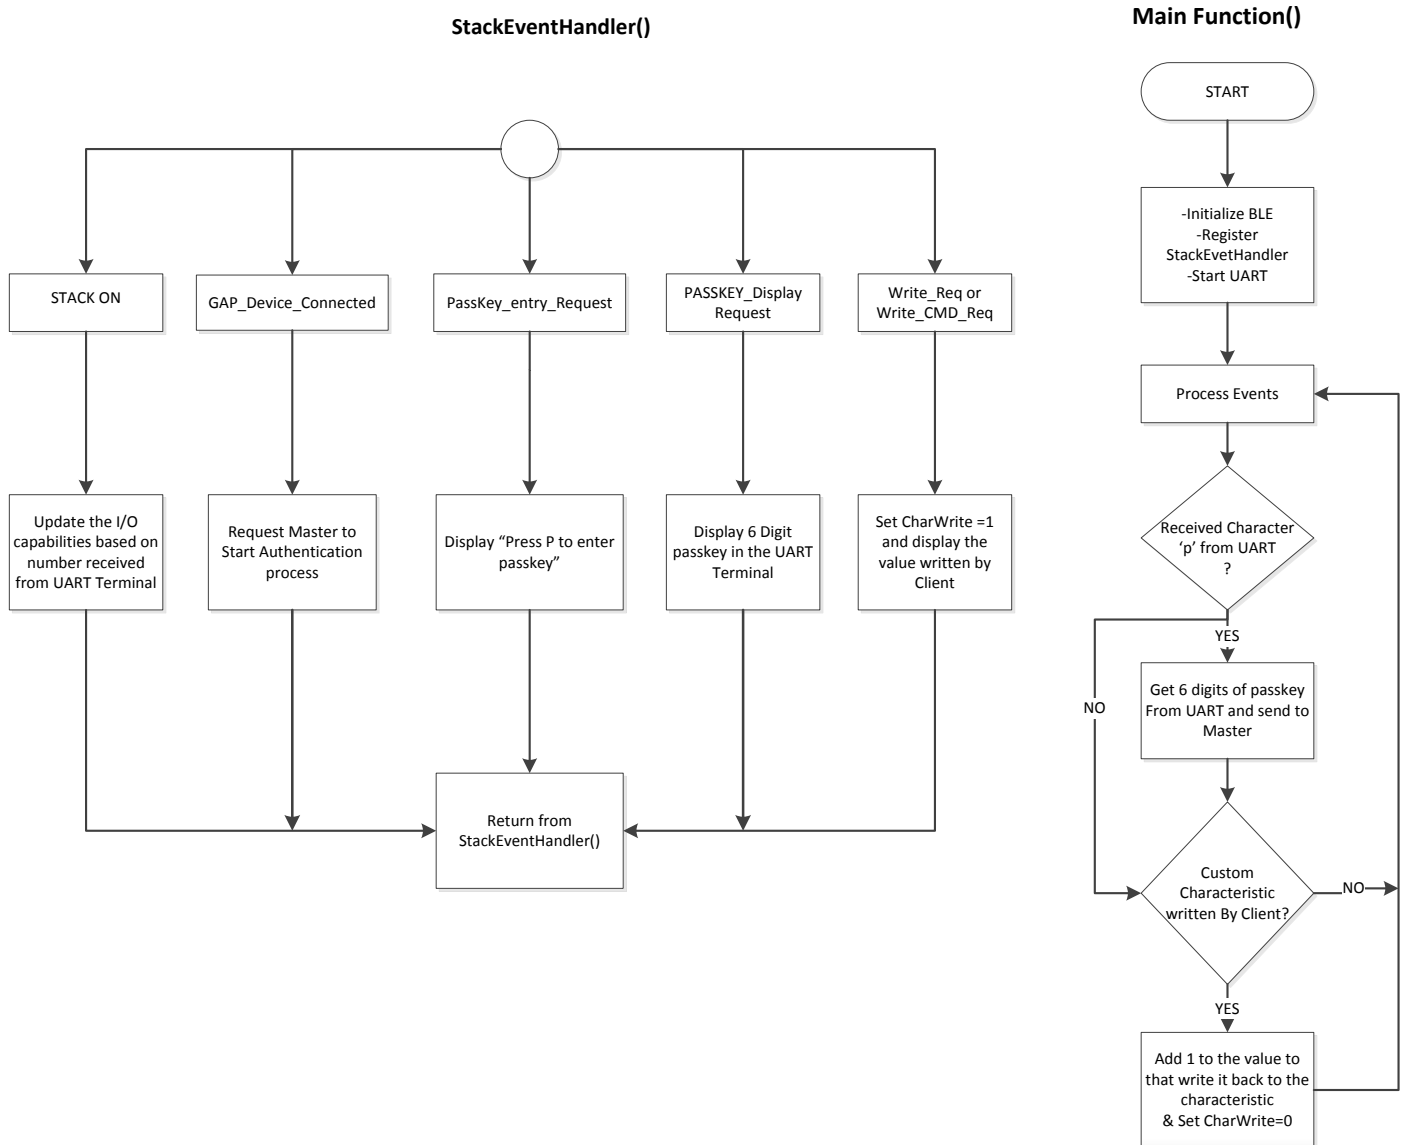 StackEventHandler()
STACK ON
GAP_Device_Connected
PassKey_entry_Request
PASSKEY_Display
Request
Write_Req or
Write_CMD_Req
Update the I/O
capabilities based on
number received
from UART Terminal
Request Master to
Start Authentication
process
Display “Press P to enter
passkey”
Display 6 Digit
passkey in the UART
Terminal
Set CharWrite =1
and display the
value written by
Client
Return from
StackEventHandler()
Main Function()
START
-Initialize BLE
-Register
StackEvetHandler
-Start UART
Process Events
Received Character
‘p’ from UART
?
YES
NO
Get 6 digits of passkey
From UART and send to
Master
Custom
Characteristic
written By Client?
NO
YES
Add 1 to the value to
that write it back to the
characteristic
& Set CharWrite=0